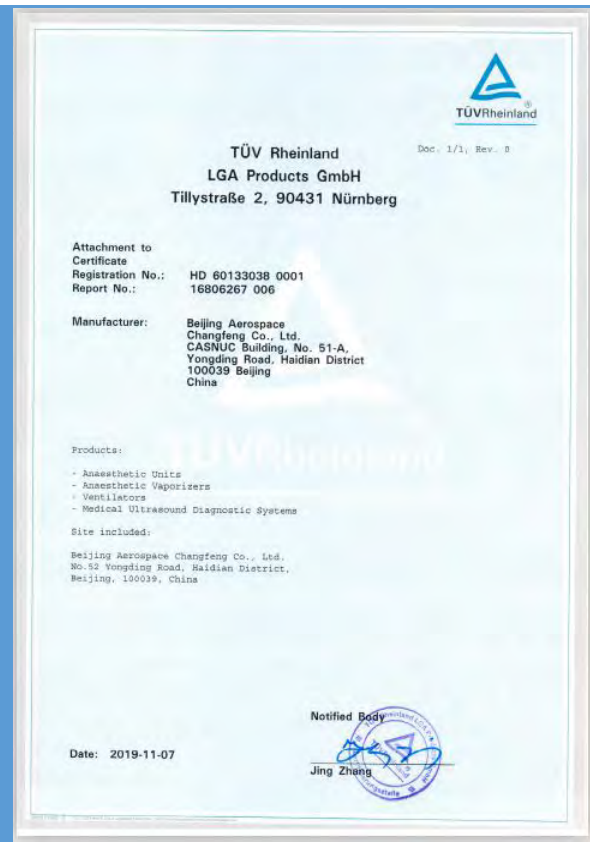 TÜVRheinland
®
Doc. 1/1, Rev. 0
TÜV Rheinland
LGA Products GmbH
Tillystraße 2, 90431 Nürnberg
Attachment to
Certificate
Registration No.: HD 60133038 0001
Report No.: 16806267 006
Manufacturer: Beijing Aerospace
Changfeng Co., Ltd.
CASNUC Building, No. 51-A,
Yongding Road, Haidian District
100039 Beijing
China
TÜVRheinland
Products:
- Anaesthetic Units
- Anaesthetic Vaporizers
- Ventilators
- Medical Ultrasound Diagnostic Systems
Site included:
Beijing Aerospace Changfeng Co., Ltd.
No.52 Yongding Road, Haidian District,
Beijing, 100039, China
Notified Body
Date: 2019-11-07
Jing Zhang